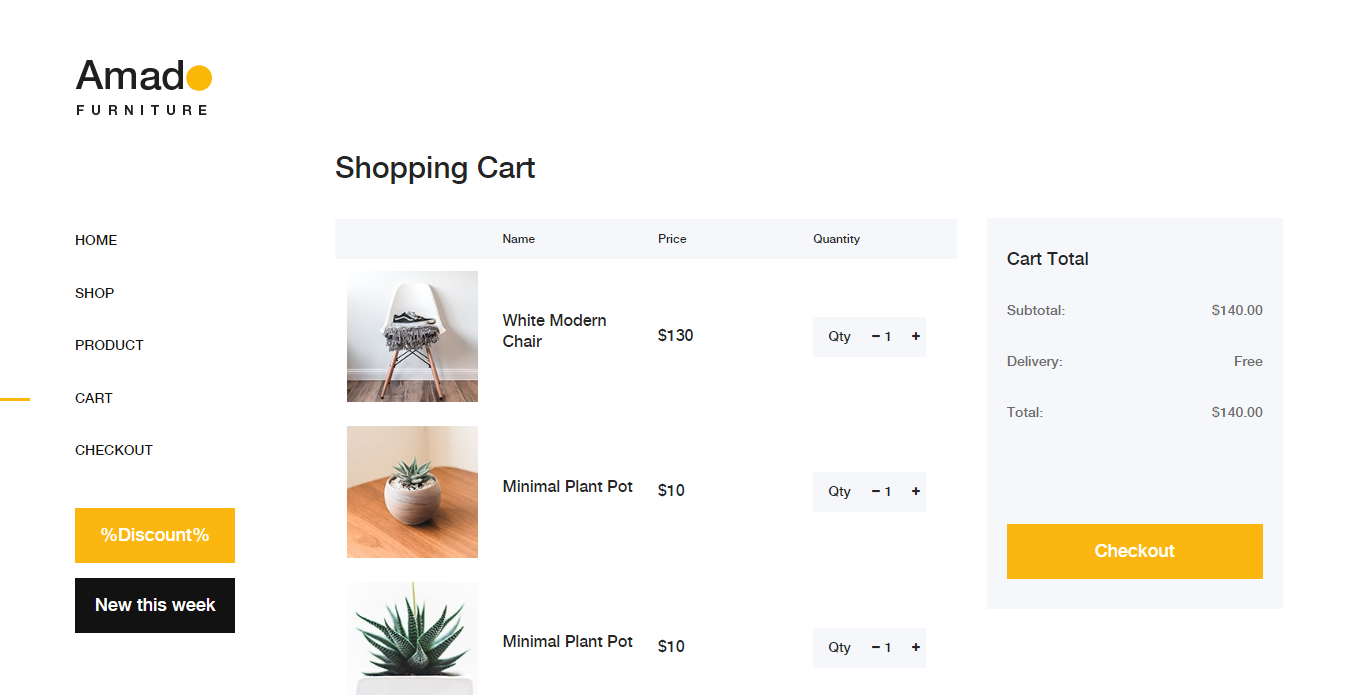 Amado
FURNITURE
Shopping Cart
HOME
SHOP
PRODUCT
CART
CHECKOUT
%Discount%
New this week
Name Price Quantity
White Modern
Chair
$130
Qty − 1 +
Minimal Plant Pot $10 Qty − 1 +
Minimal Plant Pot $10 Qty − 1 +
Cart Total
Subtotal: $140.00
Delivery: Free
Total: $140.00
Checkout